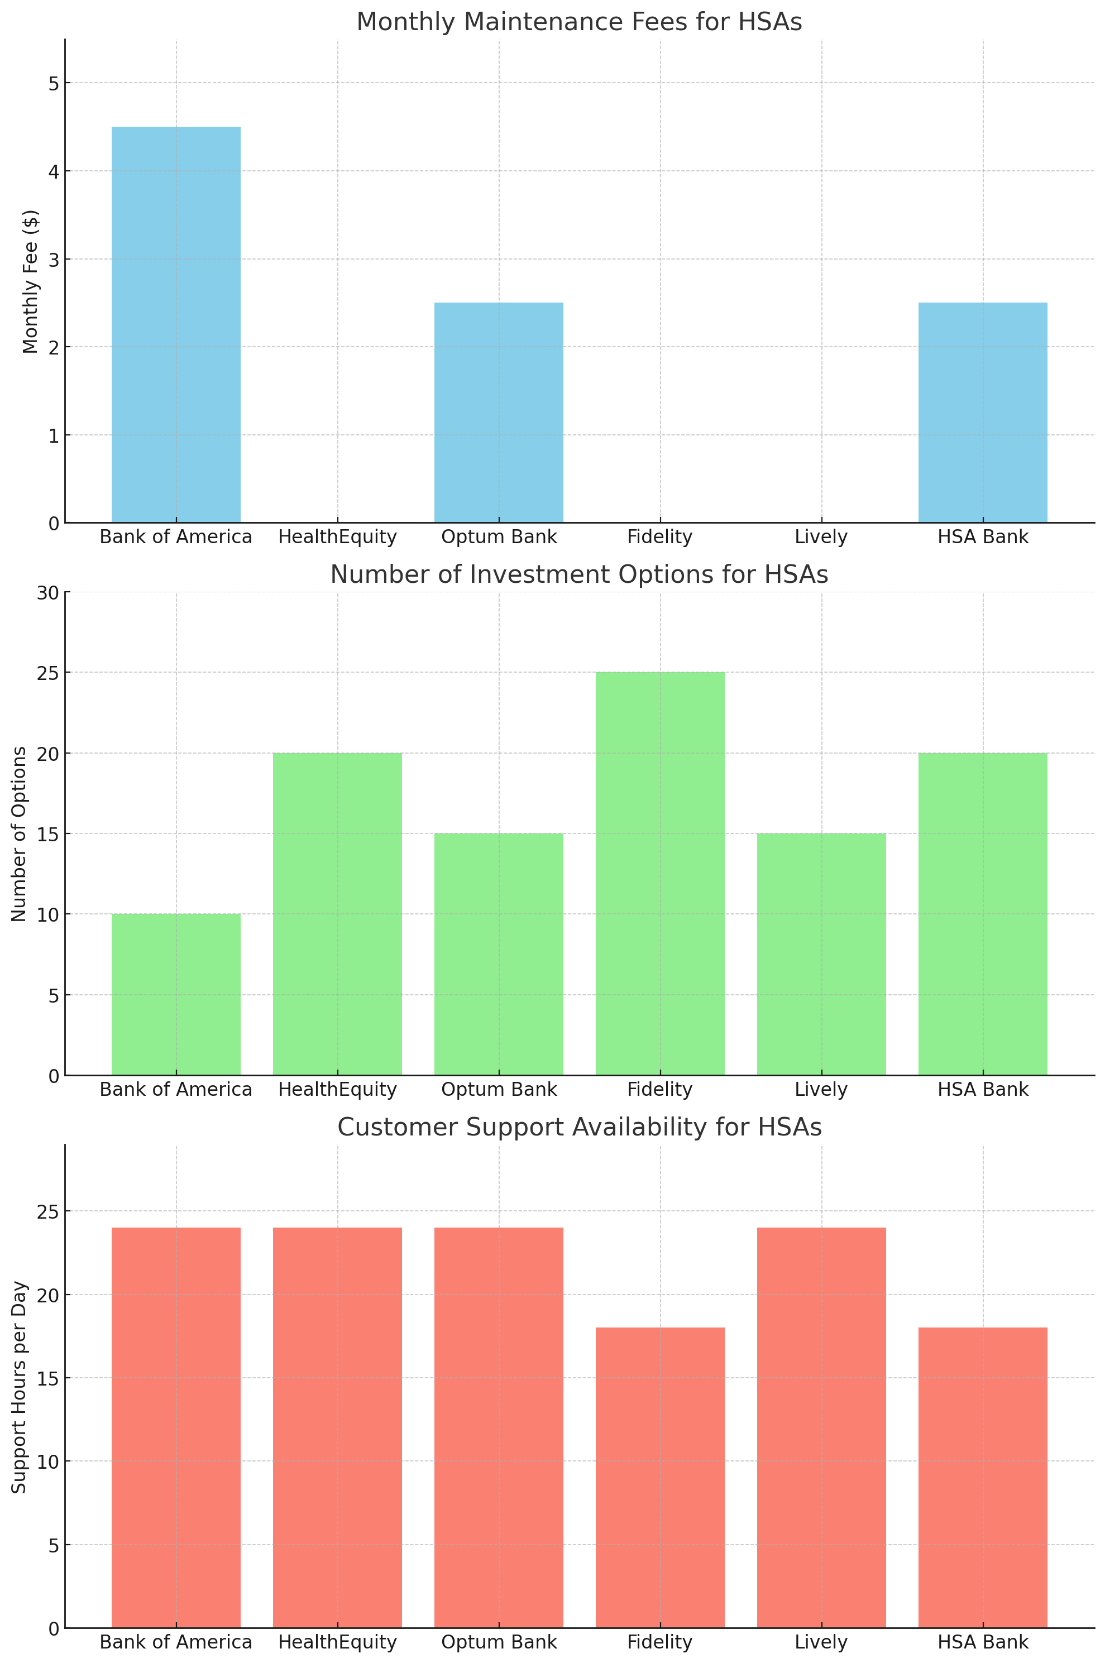 Monthly Maintenance Fees for HSAs
5
4
3
2
1
0
Monthly Fee ($)
Bank of America HealthEquity Optum Bank Fidelity Lively HSA Bank
Number of Investment Options for HSAs
30
25
20
15
10
5
0
Number of Options
Bank of America HealthEquity Optum Bank Fidelity Lively HSA Bank
Customer Support Availability for HSAs
25
20
15
10
5
0
Support Hours per Day
Bank of America HealthEquity Optum Bank Fidelity Lively HSA Bank